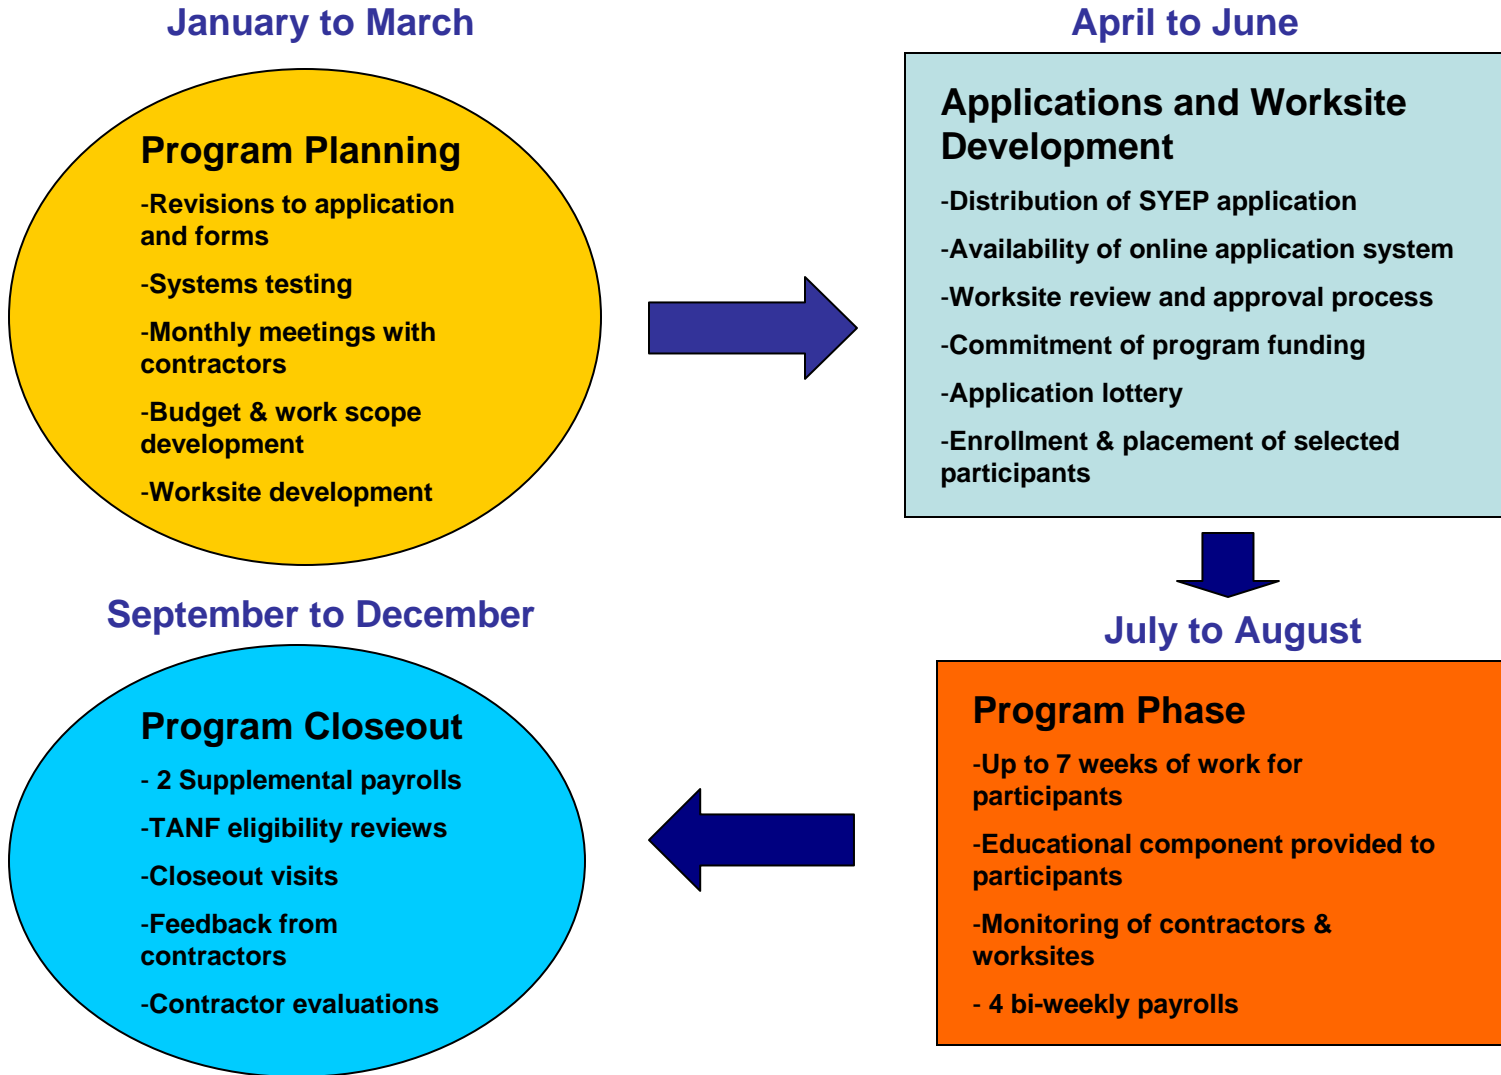 January to March
Program Planning
-Revisions to application
and forms
-Systems testing
-Monthly meetings with
contractors
-Budget & work scope
development
-Worksite development
April to June
Applications and Worksite
Development
-Distribution of SYEP application
-Availability of online application system
-Worksite review and approval process
-Commitment of program funding
-Application lottery
-Enrollment & placement of selected
participants
July to August
Program Phase
-Up to 7 weeks of work for
participants
-Educational component provided to
participants
-Monitoring of contractors &
worksites
- 4 bi-weekly payrolls
September to December
Program Closeout
- 2 Supplemental payrolls
-TANF eligibility reviews
-Closeout visits
-Feedback from
contractors
-Contractor evaluations